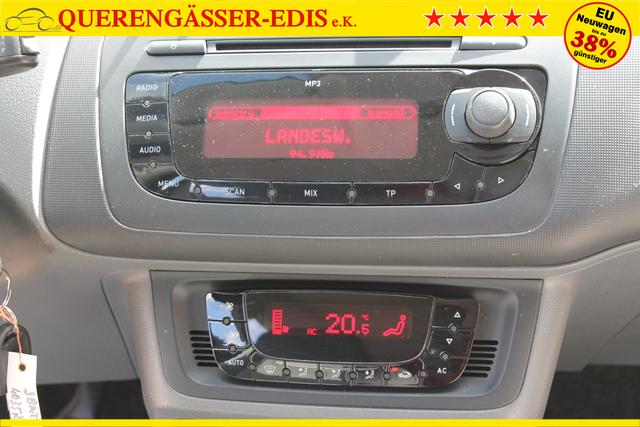 QUERENGÄSSER-EDIS e.K.
EU
Neuwagen
bis zu
38%
günstiger
MP3
RADIO
MEDIA
AUDIO
MENU
SCAN
MIX
TP
LANDESW.
94.9MHz
AC 20.5 °C
AUTO
AC